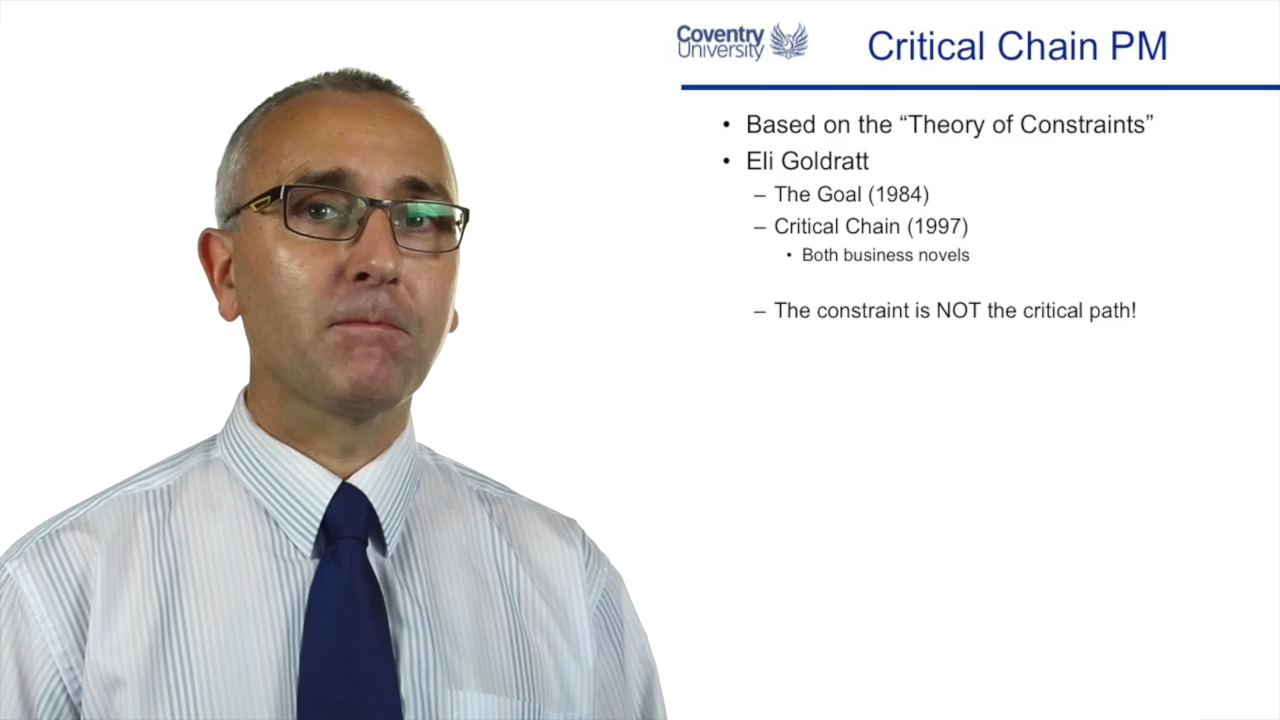 Coventry
University
Critical Chain PM
• Based on the “Theory of Constraints”
• Eli Goldratt
– The Goal (1984)
– Critical Chain (1997)
• Both business novels
– The constraint is NOT the critical path!